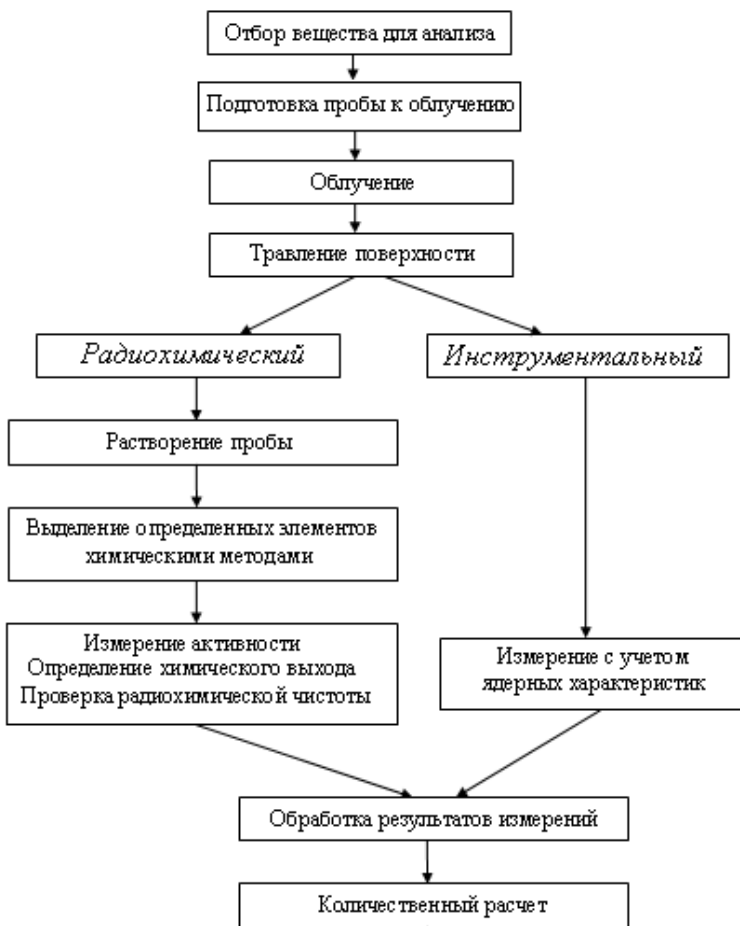 Отбор вещества для анализа
Подготовка пробы к облучению
Облучение
Травление поверхности
Радиохимический
Инструментальный
Растворение пробы
Выделение определенных элементов
химическими методами
Измерение активности
Определение химического выхода
Проверка радиохимической чистоты
Измерение с учетом
ядерных характеристик
Обработка результатов измерений
Количественный расчет